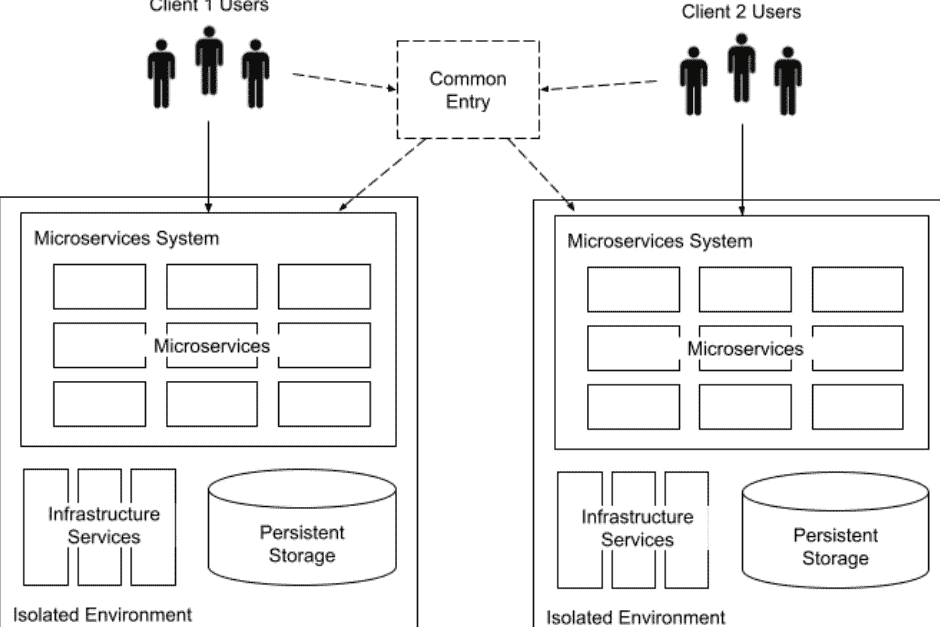 Client 1 Users
Client 2 Users
Common
Entry
Microservices System
Microservices
Infrastructure
Services
Persistent
Storage
Isolated Environment
Microservices System
Microservices
Infrastructure
Services
Persistent
Storage
Isolated Environment